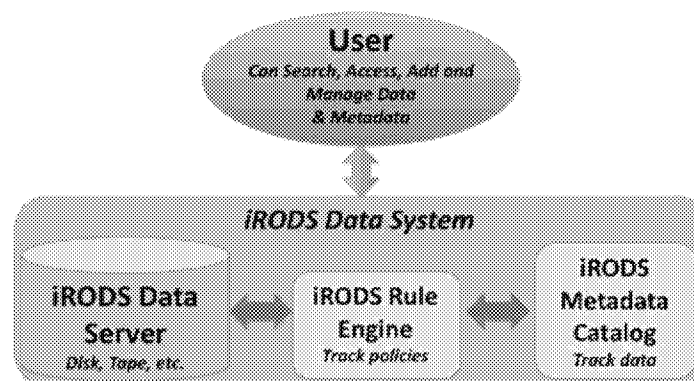 User
Can Search, Access, Add and
Manage Data
& Metadata
iRODS Data System
iRODS Data
Server
Disk, Tape, etc.
iRODS Rule
Engine
Track policies
iRODS
Metadata
Catalog
Track data